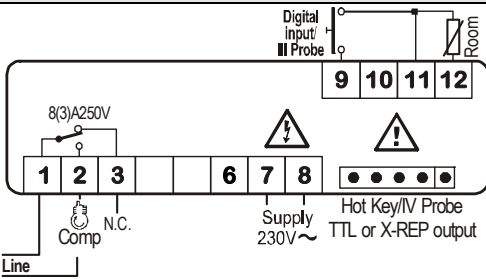 Digital
input/
III Probe
Room
9 10 11 12
8(3)A250V
1 2 3 6 7 8
Comp
N.C.
Supply
230V~
Hot Key/IV Probe
TTL or X-REP output
Line